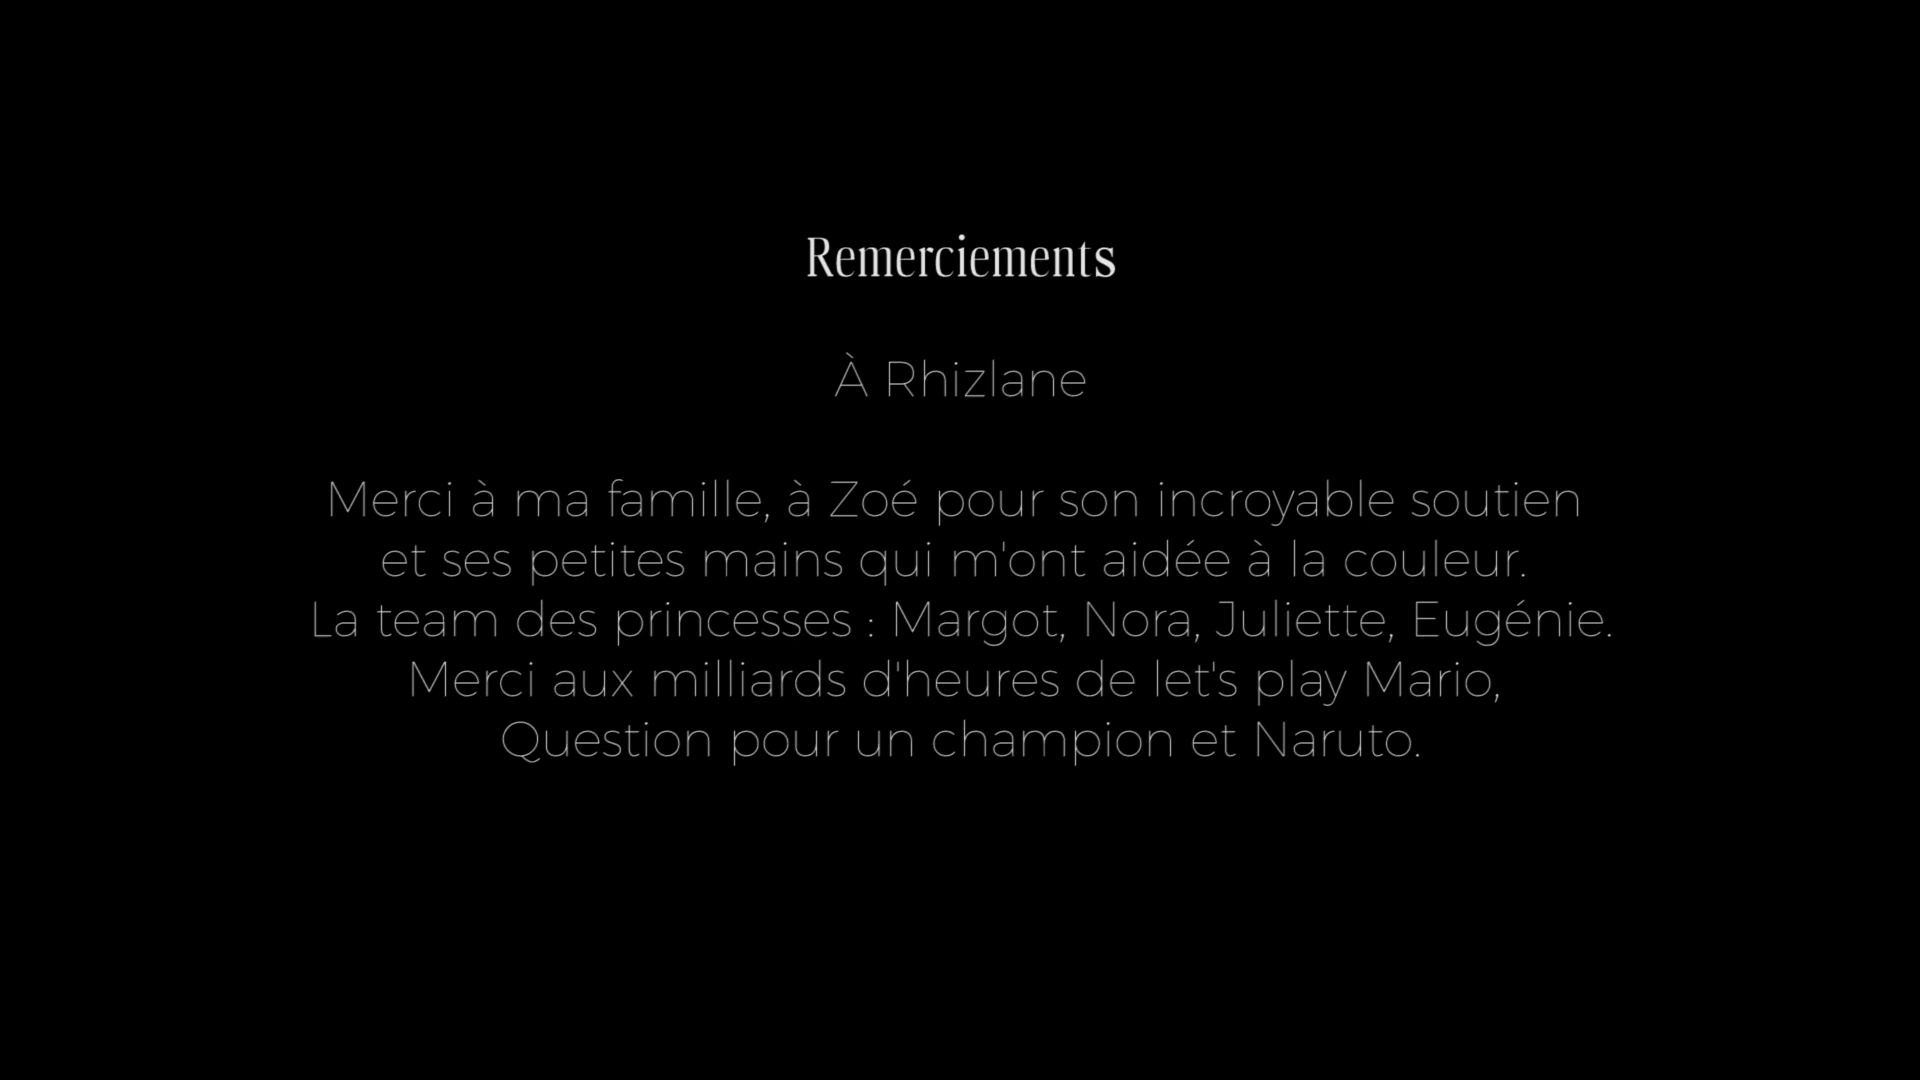 Remerciements
À Rhizlane
Merci à ma famille, à Zoé pour son incroyable soutien
et ses petites mains qui m'ont aidée à la couleur.
La team des princesses : Margot, Nora, Juliette, Eugénie.
Merci aux milliards d'heures de let's play Mario,
Question pour un champion et Naruto.